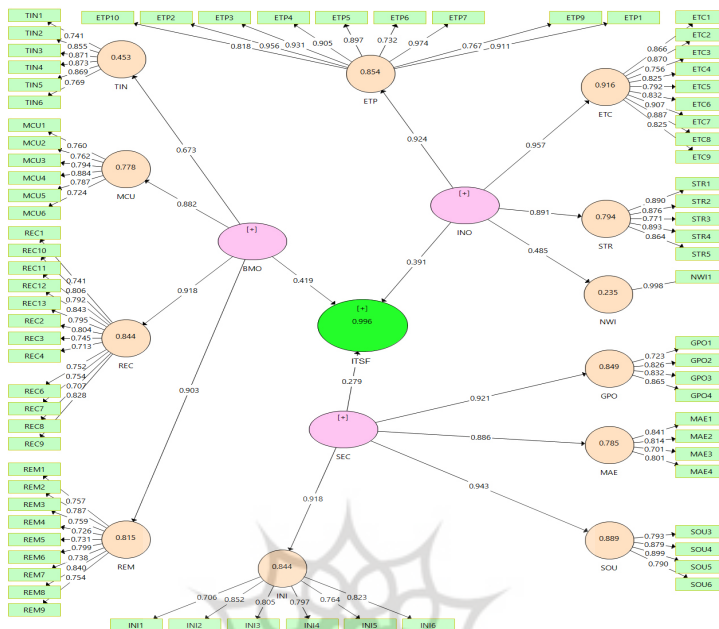 ETP10 ETP2 ETP3 ETP4 ETP5 ETP6 ETP7 ETP9 ETP1
0.818 0.956 0.931 0.905 0.897 0.732 0.974 0.767 0.911
0.854
ETP
TIN1
TIN2
TIN3
TIN4
TIN5
TIN6
0.741
0.855
0.871
0.873
0.869
0.769
0.453
TIN
ETC1
ETC2
ETC3
ETC4
ETC5
ETC6
ETC7
ETC8
ETC9
0.866
0.870
0.756
0.825
0.792
0.832
0.907
0.887
0.825
0.916
ETC
MCU1
MCU2
MCU3
MCU4
MCU5
MCU6
0.760
0.762
0.794
0.884
0.787
0.724
0.778
MCU
0.673
0.882
0.918
0.903
[+]
BMO
0.419
0.924
0.957
0.891
0.485
[+]
INO
0.391
STR1
STR2
STR3
STR4
STR5
0.890
0.876
0.771
0.893
0.864
0.794
STR
NWI1
0.998
0.235
NWI
REC1
REC10
REC11
REC12
REC13
REC2
REC3
REC4
REC6
REC7
REC8
REC9
0.741
0.806
0.792
0.843
0.795
0.804
0.745
0.713
0.752
0.754
0.707
0.828
0.844
REC
[+]
0.996
ITSF
0.279
[+]
SEC
0.921
0.886
0.943
0.918
GPO1
GPO2
GPO3
GPO4
0.723
0.826
0.832
0.865
0.849
GPO
MAE1
MAE2
MAE3
MAE4
0.841
0.814
0.701
0.801
0.785
MAE
REM1
REM2
REM3
REM4
REM5
REM6
REM7
REM8
REM9
0.757
0.787
0.759
0.726
0.731
0.799
0.738
0.840
0.754
0.815
REM
SOU3
SOU4
SOU5
SOU6
0.793
0.879
0.899
0.790
0.889
SOU
0.844
INI
0.706 0.852 0.805 0.797 0.764 0.823
INI1 INI2 INI3 INI4 INI5 INI6